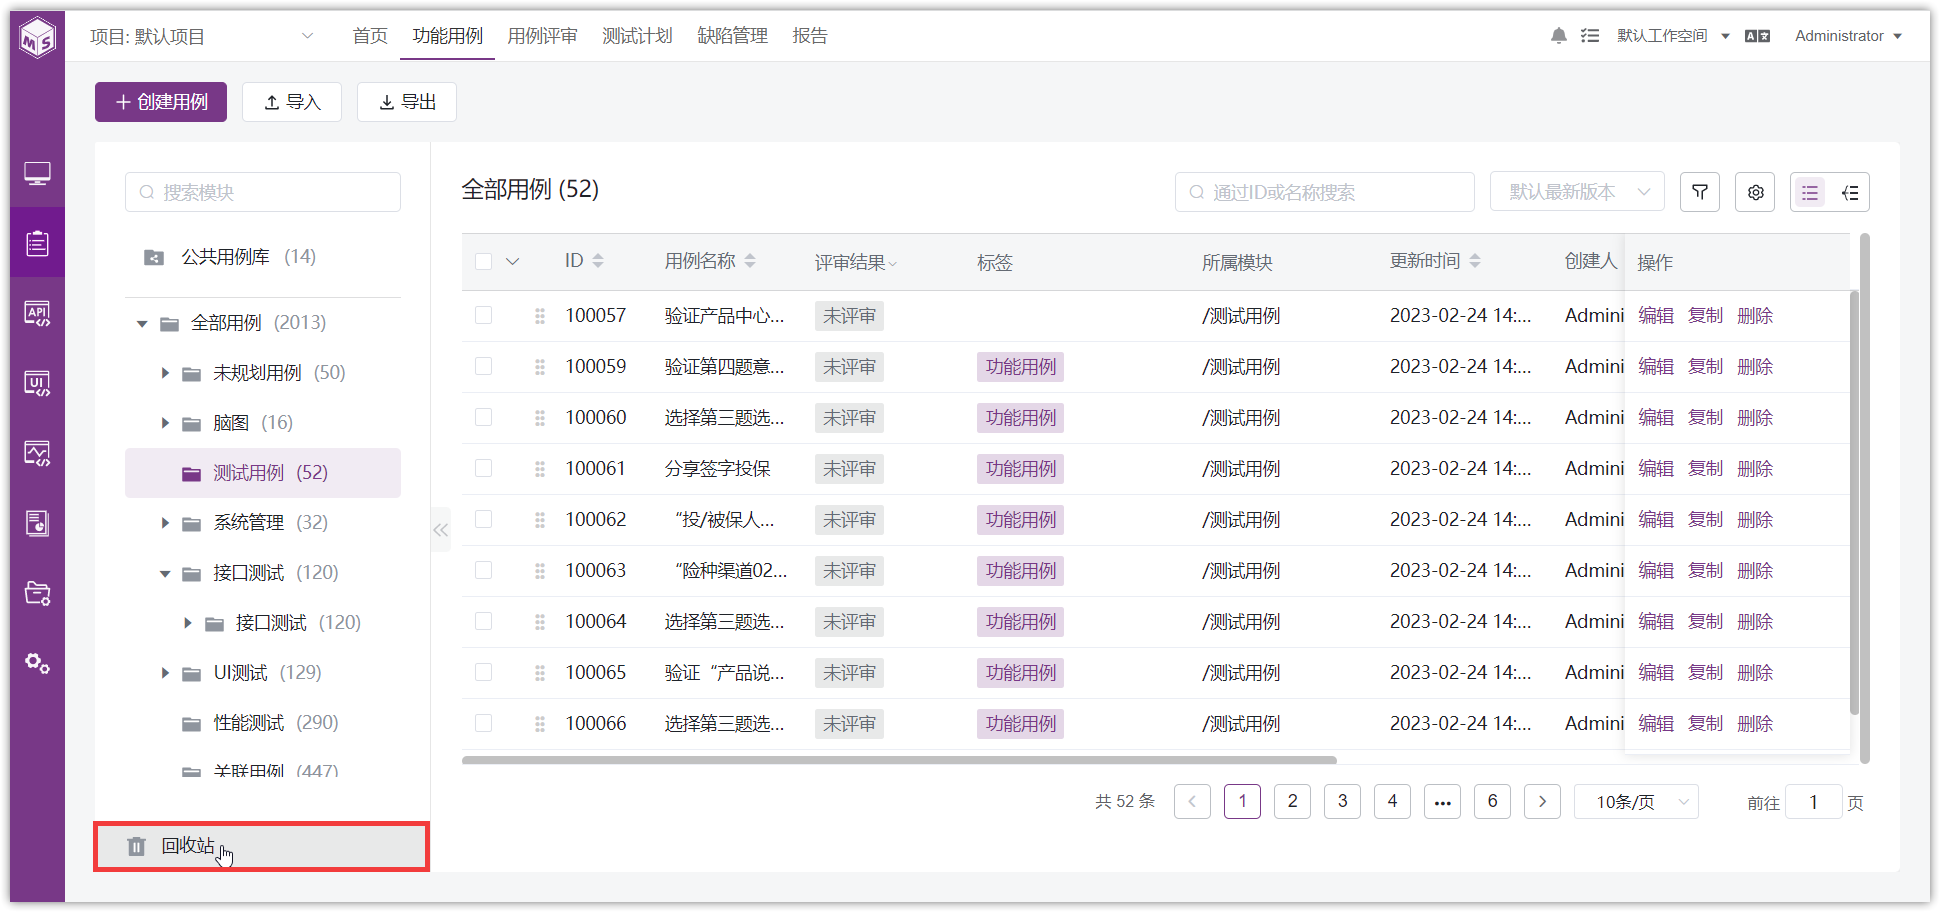 MS
项目: 默认项目
首页 功能用例 用例评审 测试计划 缺陷管理 报告
默认工作空间
Administrator
创建用例 导入 导出
API
UI
搜索模块
公共用例库 (14)
全部用例 (2013)
未规划用例 (50)
脑图 (16)
测试用例 (52)
系统管理 (32)
接口测试 (120)
接口测试 (120)
UI测试 (129)
性能测试 (290)
关联用例 (447)
回收站
全部用例 (52)
通过ID或名称搜索
默认最新版本
ID 用例名称 评审结果 标签 所属模块 更新时间 创建人 操作
100057 验证产品中心... 未评审 /测试用例 2023-02-24 14:... Admini 编辑 复制 删除
100059 验证第四题意... 未评审 功能用例 /测试用例 2023-02-24 14:... Admini 编辑 复制 删除
100060 选择第三题选... 未评审 功能用例 /测试用例 2023-02-24 14:... Admini 编辑 复制 删除
100061 分享签字投保 未评审 功能用例 /测试用例 2023-02-24 14:... Admini 编辑 复制 删除
100062 “投/被保人... 未评审 功能用例 /测试用例 2023-02-24 14:... Admini 编辑 复制 删除
100063 “险种渠道02... 未评审 功能用例 /测试用例 2023-02-24 14:... Admini 编辑 复制 删除
100064 选择第三题选... 未评审 功能用例 /测试用例 2023-02-24 14:... Admini 编辑 复制 删除
100065 验证“产品说... 未评审 功能用例 /测试用例 2023-02-24 14:... Admini 编辑 复制 删除
100066 选择第三题选... 未评审 功能用例 /测试用例 2023-02-24 14:... Admini 编辑 复制 删除
共 52 条 1 2 3 4 ... 6 10条/页 前往 1 页